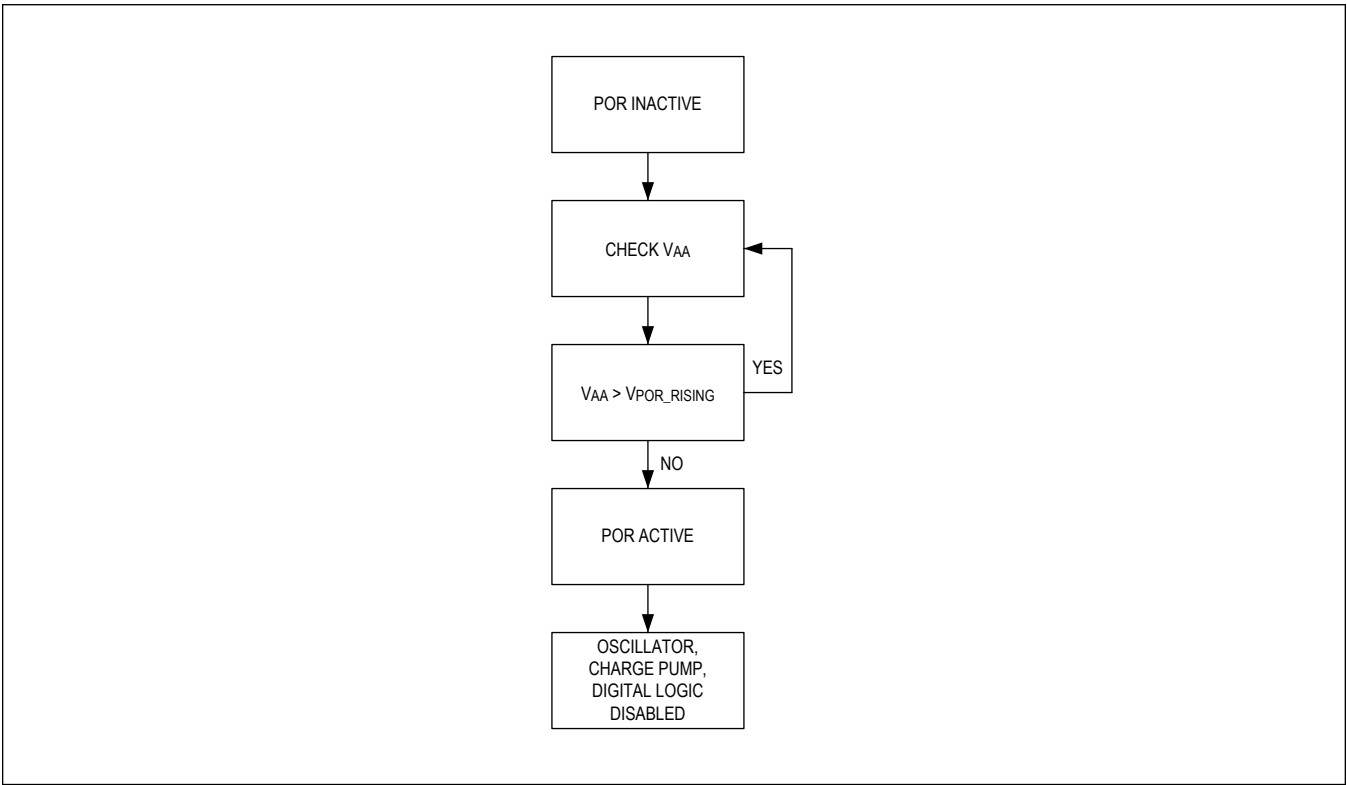 POR INACTIVE
CHECK VAA
VAA > VPOR_RISING
YES
NO
POR ACTIVE
OSCILLATOR,
CHARGE PUMP,
DIGITAL LOGIC
DISABLED